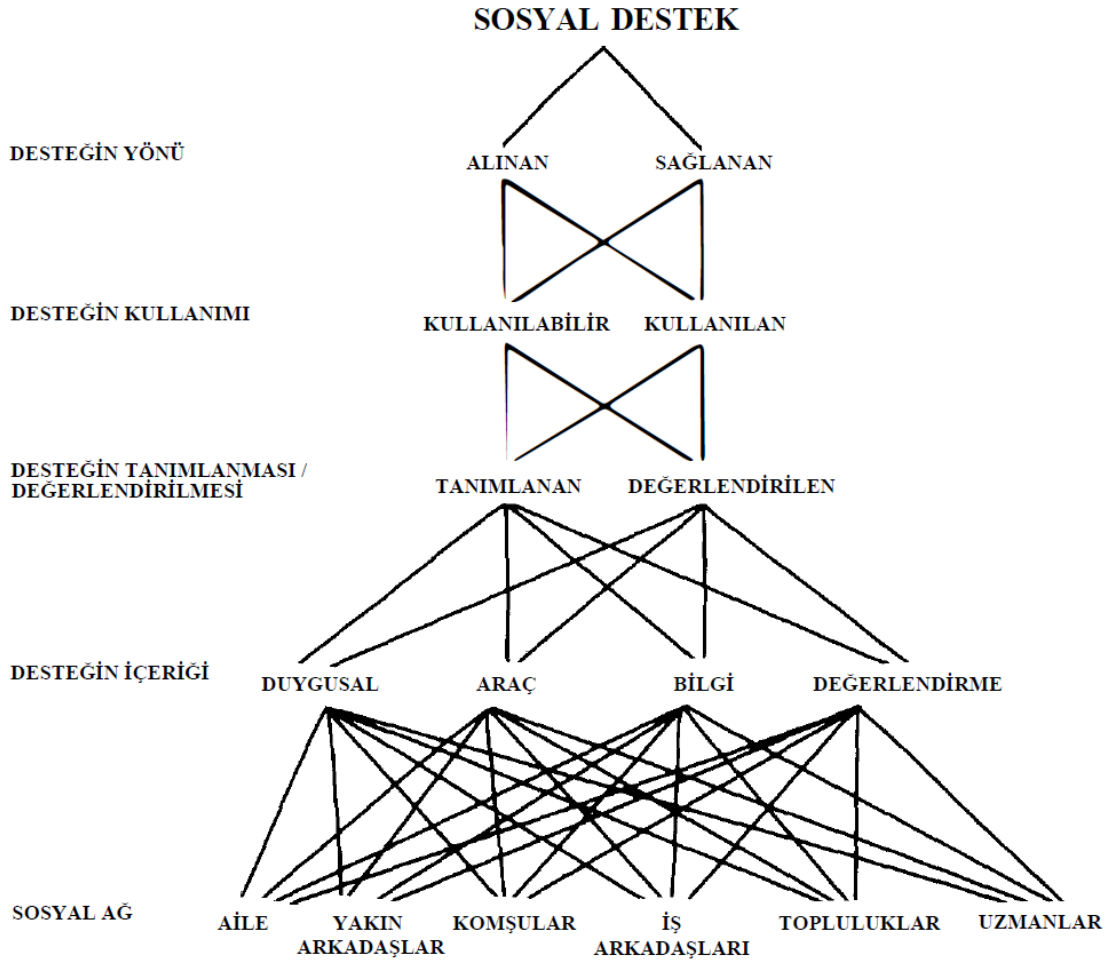 SOSYAL DESTEK
DESTEĞİN YÖNÜ
ALINAN
SAĞLANAN
DESTEĞİN KULLANIMI
KULLANILABİLİR
KULLANILAN
DESTEĞİN TANIMLANMASI /
DEĞERLENDİRİLMESİ
TANIMLANAN
DEĞERLENDİRİLEN
DESTEĞİN İÇERİĞİ
DUYGUSAL
ARAÇ
BİLGİ
DEĞERLENDİRME
SOSYAL AĞ
AİLE
YAKIN
ARKADAŞLAR
KOMŞULAR
İŞ
ARKADAŞLARI
TOPLULUKLAR
UZMANLAR